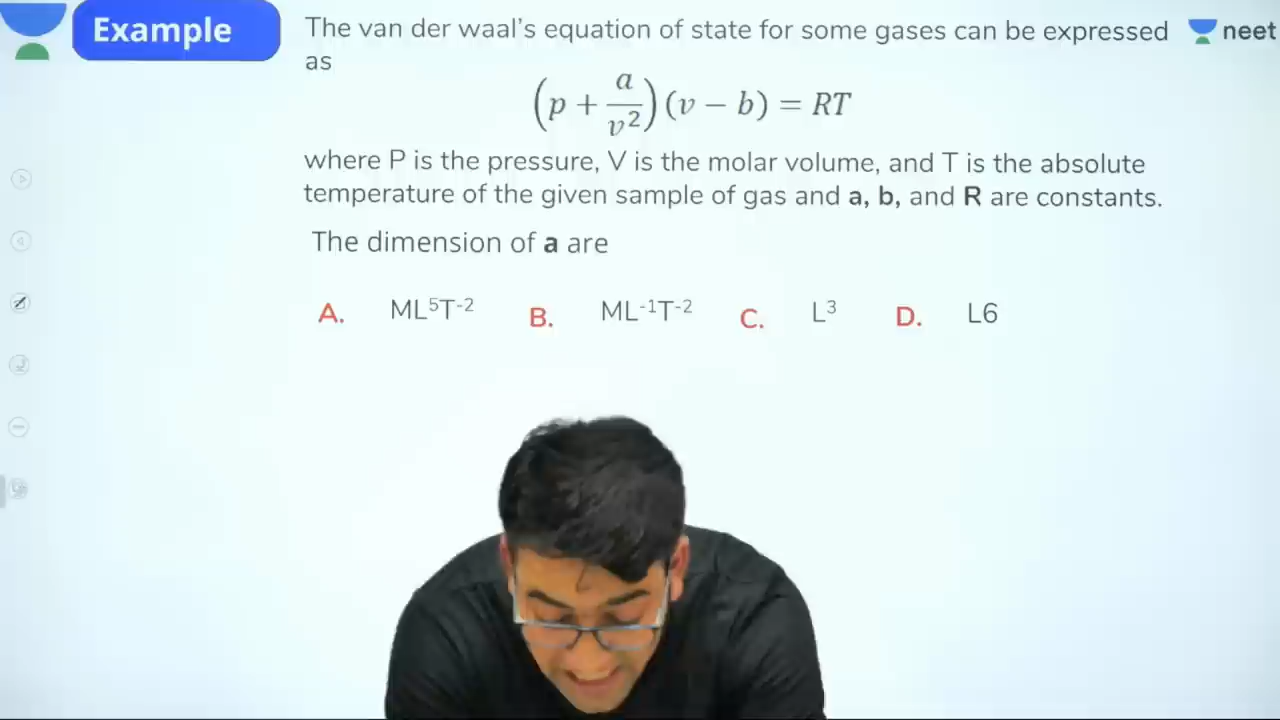 Example
The van der waal's equation of state for some gases can be expressed
as
neet
(p + a/v²)(v − b) = RT
where P is the pressure, V is the molar volume, and T is the absolute
temperature of the given sample of gas and a, b, and R are constants.
The dimension of a are
A. ML⁵T⁻² B. ML⁻¹T⁻² C. L³ D. L6